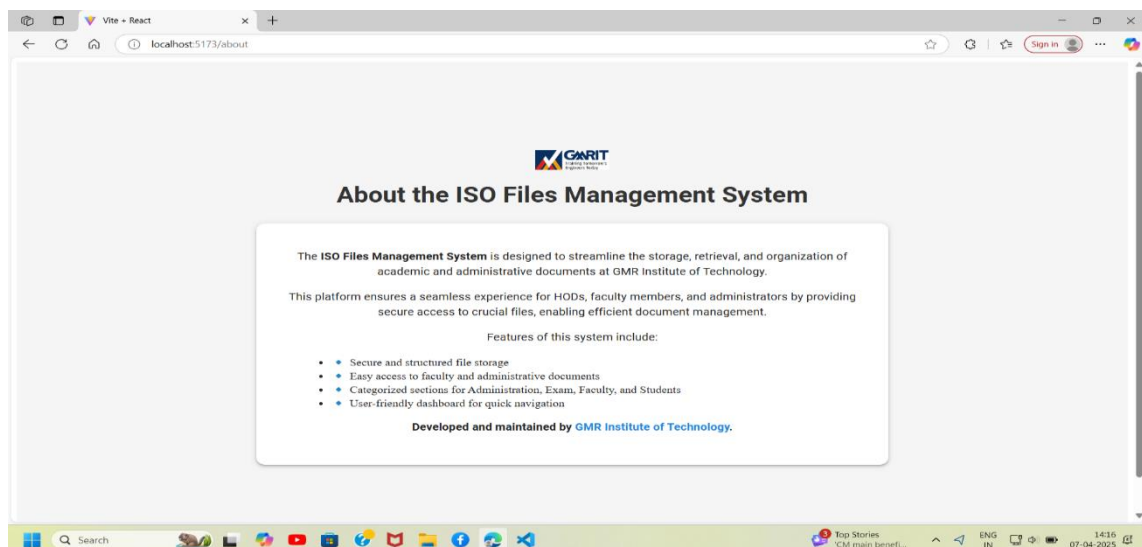 Vite + React
localhost:5173/about
Sign in
GMRIT
About the ISO Files Management System
The ISO Files Management System is designed to streamline the storage, retrieval, and organization of
academic and administrative documents at GMR Institute of Technology.
This platform ensures a seamless experience for HODs, faculty members, and administrators by providing
secure access to crucial files, enabling efficient document management.
Features of this system include:
Secure and structured file storage
Easy access to faculty and administrative documents
Categorized sections for Administration, Exam, Faculty, and Students
User-friendly dashboard for quick navigation
Developed and maintained by GMR Institute of Technology.
Search
3
Top Stories
'CM main benefi...
ENG
IN
14:16
07-04-2025